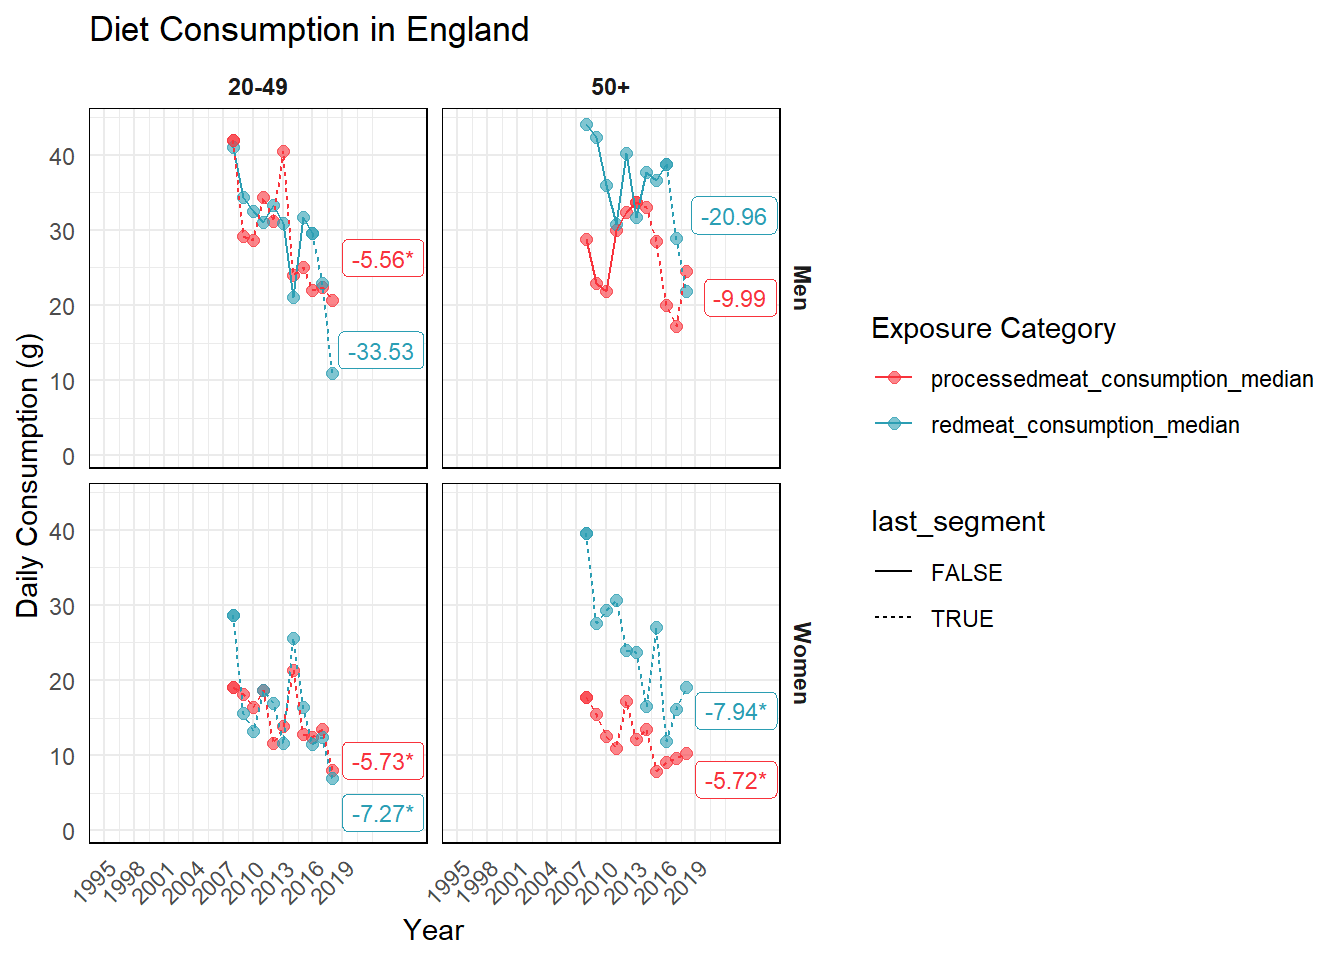 Diet Consumption in England
20-49
50+
40
30
20
10
0
-5.56*
-33.53
-20.96
-9.99
Men
40
30
20
10
0
-5.73*
-7.27*
-7.94*
-5.72*
Women
Daily Consumption (g)
1995 1998 2001 2004 2007 2010 2013 2016 2019
1995 1998 2001 2004 2007 2010 2013 2016 2019
Year
Exposure Category
processedmeat_consumption_median
redmeat_consumption_median
last_segment
FALSE
TRUE